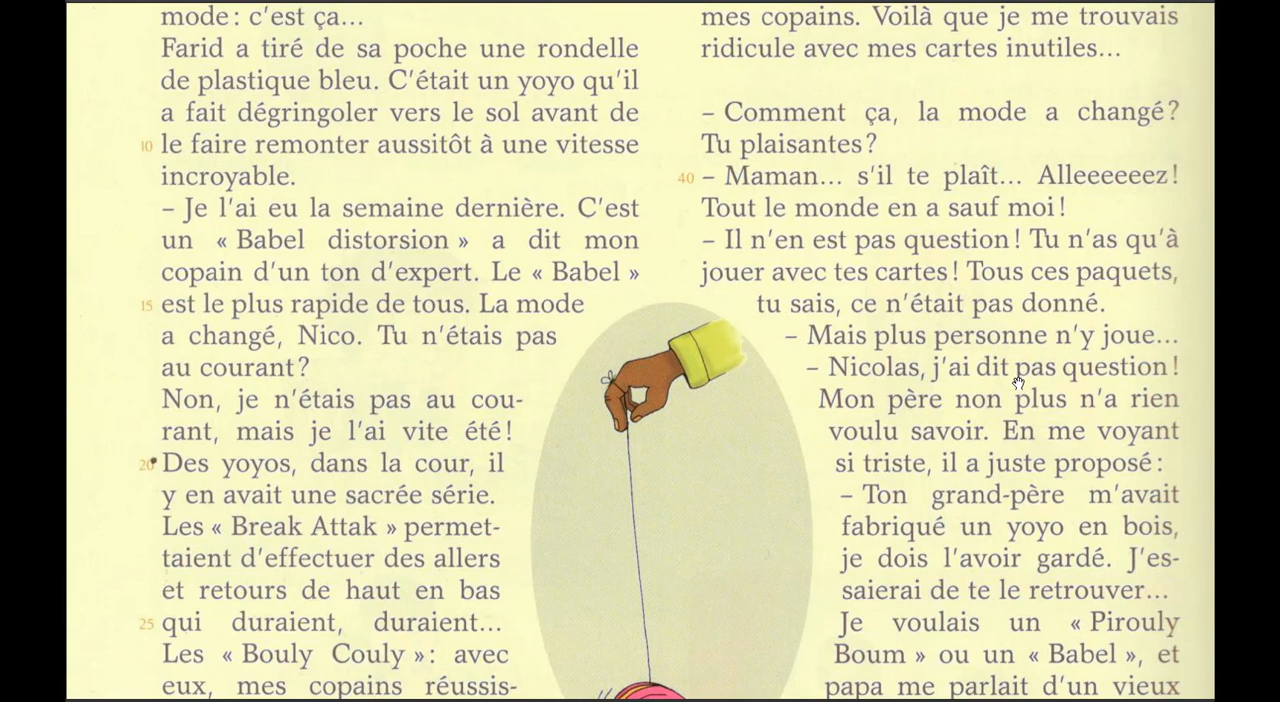 mode : c'est ça…
Farid a tiré de sa poche une rondelle
de plastique bleu. C'était un yoyo qu'il
a fait dégringoler vers le sol avant de
10 le faire remonter aussitôt à une vitesse
incroyable.
– Je l'ai eu la semaine dernière. C'est
un « Babel distorsion » a dit mon
copain d'un ton d'expert. Le « Babel »
15 est le plus rapide de tous. La mode
a changé, Nico. Tu n'étais pas
au courant ?
Non, je n'étais pas au cou-
rant, mais je l'ai vite été !
20 Des yoyos, dans la cour, il
y en avait une sacrée série.
Les « Break Attak » permet-
taient d'effectuer des allers
et retours de haut en bas
25 qui duraient, duraient…
Les « Bouly Couly » : avec
eux, mes copains réussis-
mes copains. Voilà que je me trouvais
ridicule avec mes cartes inutiles…
– Comment ça, la mode a changé ?
Tu plaisantes ?
40 – Maman… s'il te plaît… Alleeeeeez !
Tout le monde en a sauf moi !
– Il n'en est pas question ! Tu n'as qu'à
jouer avec tes cartes ! Tous ces paquets,
tu sais, ce n'était pas donné.
– Mais plus personne n'y joue…
– Nicolas, j'ai dit pas question !
Mon père non plus n'a rien
voulu savoir. En me voyant
si triste, il a juste proposé :
– Ton grand-père m'avait
fabriqué un yoyo en bois,
je dois l'avoir gardé. J'es-
saierai de te le retrouver…
Je voulais un « Pirouly
Boum » ou un « Babel », et
papa me parlait d'un vieux